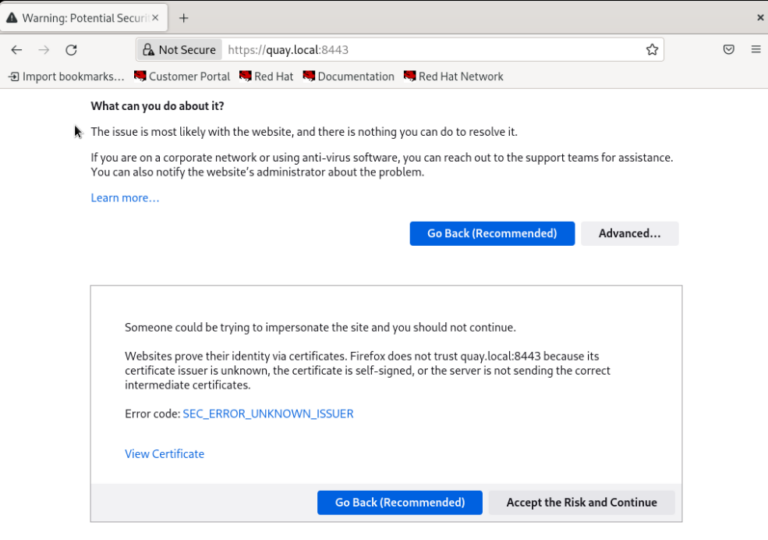 Warning: Potential Securi
Not Secure https://quay.local:8443
Import bookmarks... Customer Portal Red Hat Documentation Red Hat Network
What can you do about it?
The issue is most likely with the website, and there is nothing you can do to resolve it.
If you are on a corporate network or using anti-virus software, you can reach out to the support teams for assistance.
You can also notify the website's administrator about the problem.
Learn more…
Go Back (Recommended) Advanced...
Someone could be trying to impersonate the site and you should not continue.
Websites prove their identity via certificates. Firefox does not trust quay.local:8443 because its
certificate issuer is unknown, the certificate is self-signed, or the server is not sending the correct
intermediate certificates.
Error code: SEC_ERROR_UNKNOWN_ISSUER
View Certificate
Go Back (Recommended) Accept the Risk and Continue